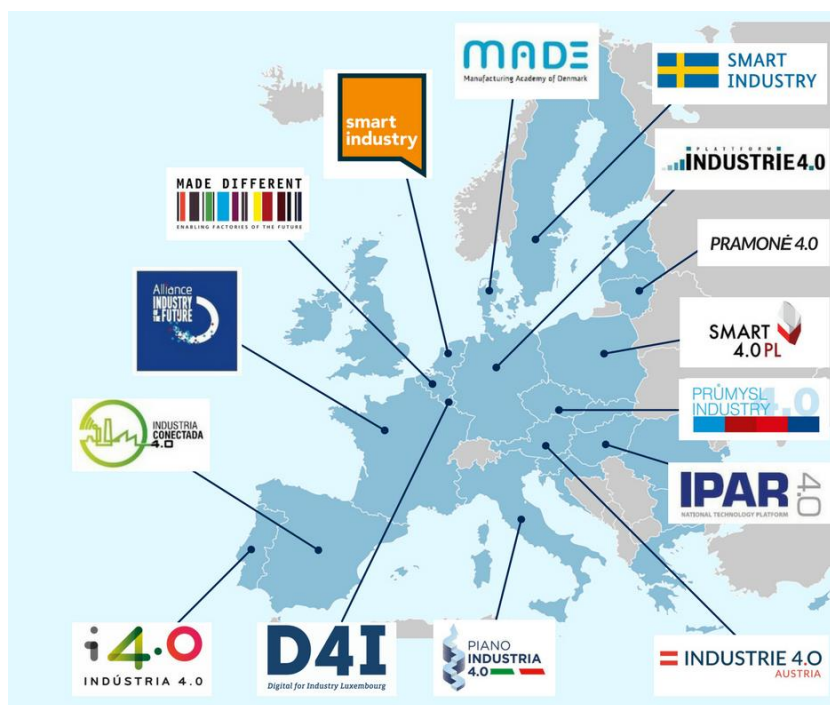 MADE
Manufacturing Academy of Denmark
SMART
INDUSTRY
smart
industry
PLATTFORM
INDUSTRIE 4.0
MADE DIFFERENT
ENABLING FACTORIES OF THE FUTURE
PRAMONĖ 4.0
Alliance
INDUSTRY
OF THE
FUTURE
SMART
4.0 PL
PRŮMYSL
INDUSTRY 4.0
INDUSTRIA
CONECTADA
4.0
IPAR 4.0
NATIONAL TECHNOLOGY PLATFORM
i4.0
INDÚSTRIA 4.0
D4I
Digital for Industry Luxembourg
PIANO
INDUSTRIA
4.0
INDUSTRIE 4.0
AUSTRIA